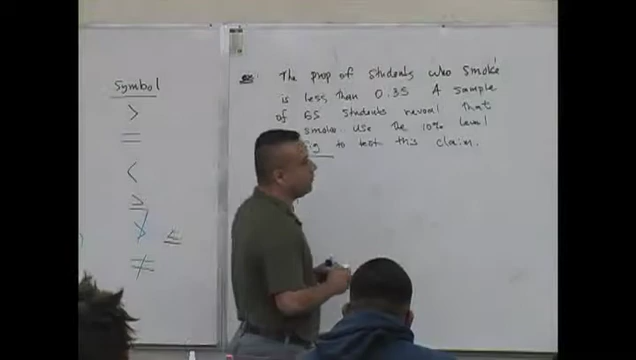 Symbol
>
=
<
≥
≯ ≤
≠
Ex: The prop of students who smoke
is less than 0.35 A sample
of 65 students reveal that
smoke. Use the 10% level
to test this claim.